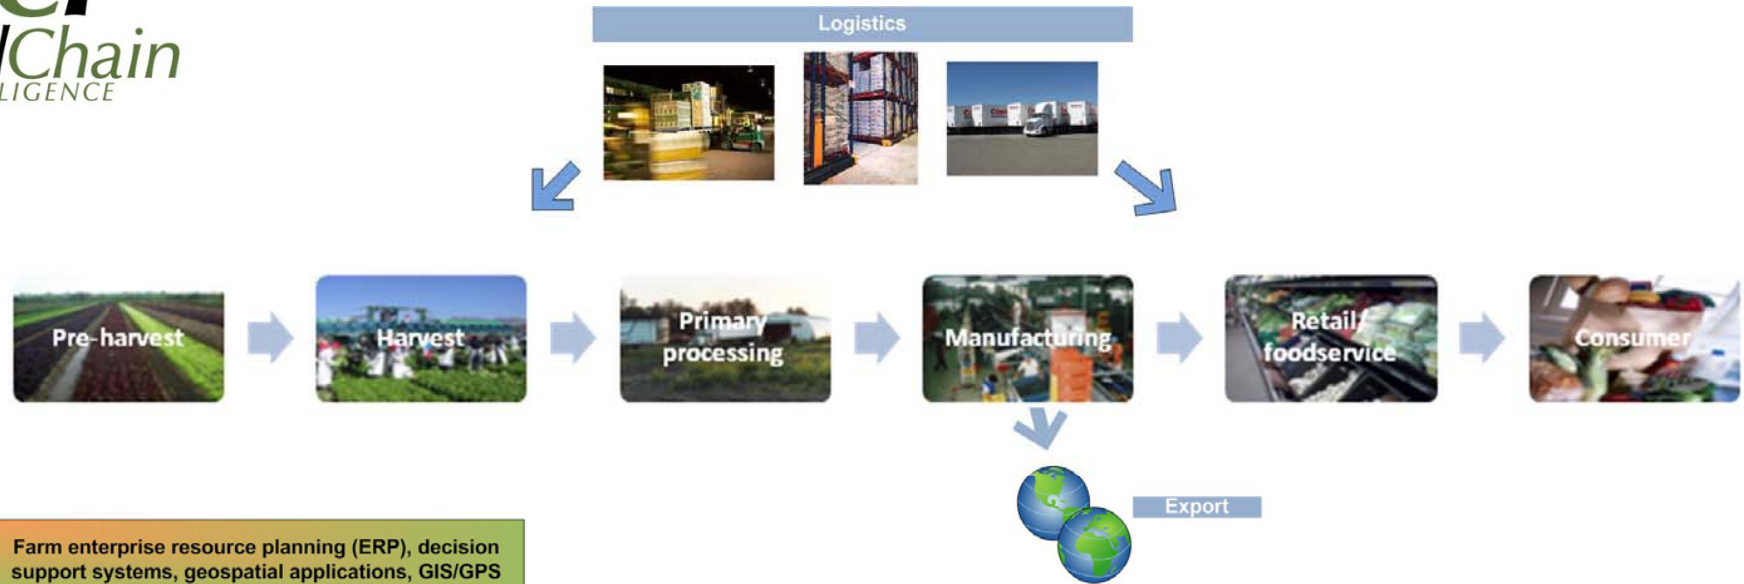 Chain
LIGENCE
Logistics
Pre-harvest
Harvest
Primary
processing
Manufacturing
Retail/
foodservice
Consumer
Export
Farm enterprise resource planning (ERP), decision
support systems, geospatial applications, GIS/GPS